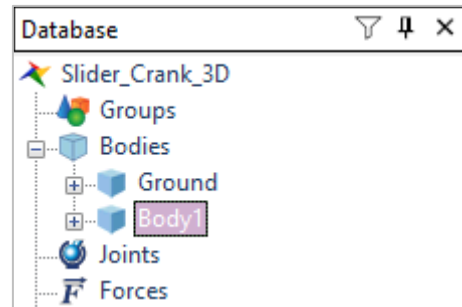 Database
Slider_Crank_3D
Groups
Bodies
Ground
Body1
Joints
Forces